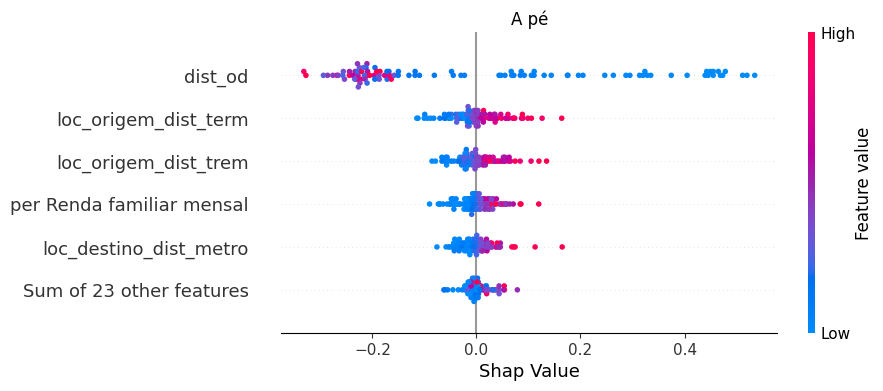 A pé
High
dist_od
loc_origem_dist_term
loc_origem_dist_trem
per Renda familiar mensal
loc_destino_dist_metro
Sum of 23 other features
Feature value
Low
−0.2 0.0 0.2 0.4
Shap Value